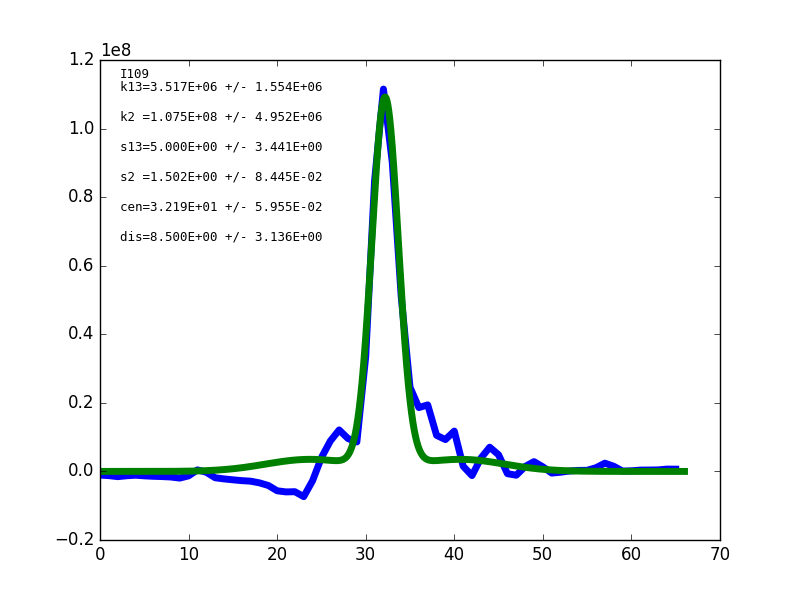 1e8
1.2
1.0
0.8
0.6
0.4
0.2
0.0
−0.2
I109
k13=3.517E+06 +/- 1.554E+06
k2 =1.075E+08 +/- 4.952E+06
s13=5.000E+00 +/- 3.441E+00
s2 =1.502E+00 +/- 8.445E-02
cen=3.219E+01 +/- 5.955E-02
dis=8.500E+00 +/- 3.136E+00
0 10 20 30 40 50 60 70